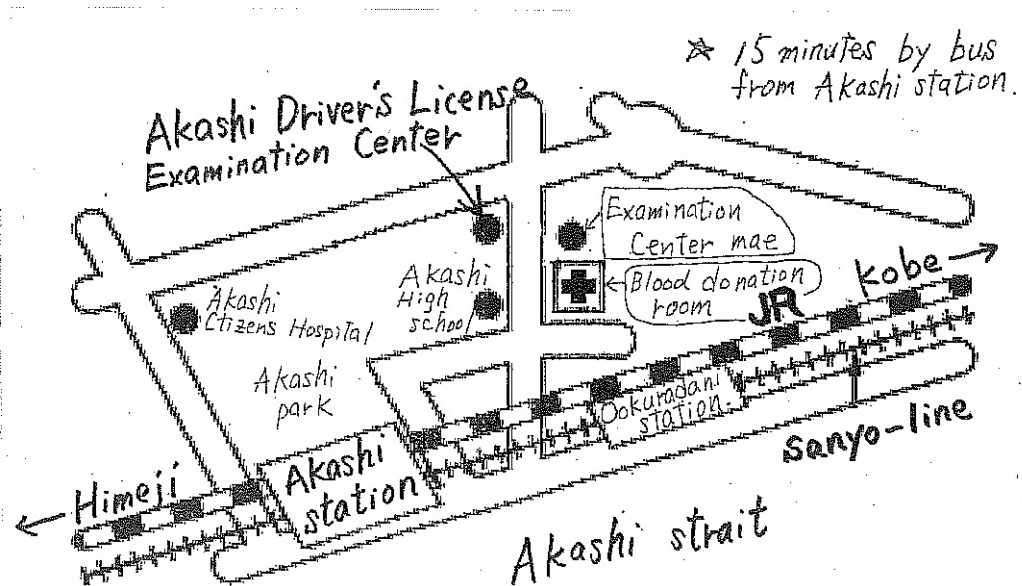 ☆ 15 minutes by bus
from Akashi station.
Akashi Driver's License
Examination Center
Examination
Center mae
Blood donation
room
JR
Kobe →
Akashi
Ctizens Hospital
Akashi
High
school
Akashi
park
Ookuradani
station
Sanyo-line
Akashi
station
← Himeji
Akashi strait